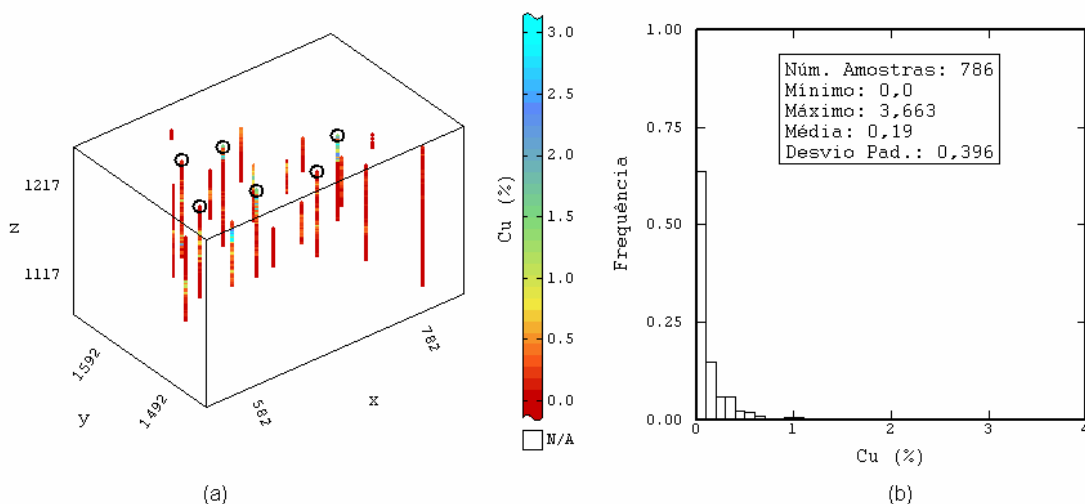 1217
z
1117
1592
y
1492
582
x
782
Cu (%)
3.0
2.5
2.0
1.5
1.0
0.5
0.0
N/A
(a)
Frequência
1.00
0.75
0.50
0.25
0.00
Núm. Amostras: 786
Mínimo: 0,0
Máximo: 3,663
Média: 0,19
Desvio Pad.: 0,396
0 1 2 3 4
Cu (%)
(b)